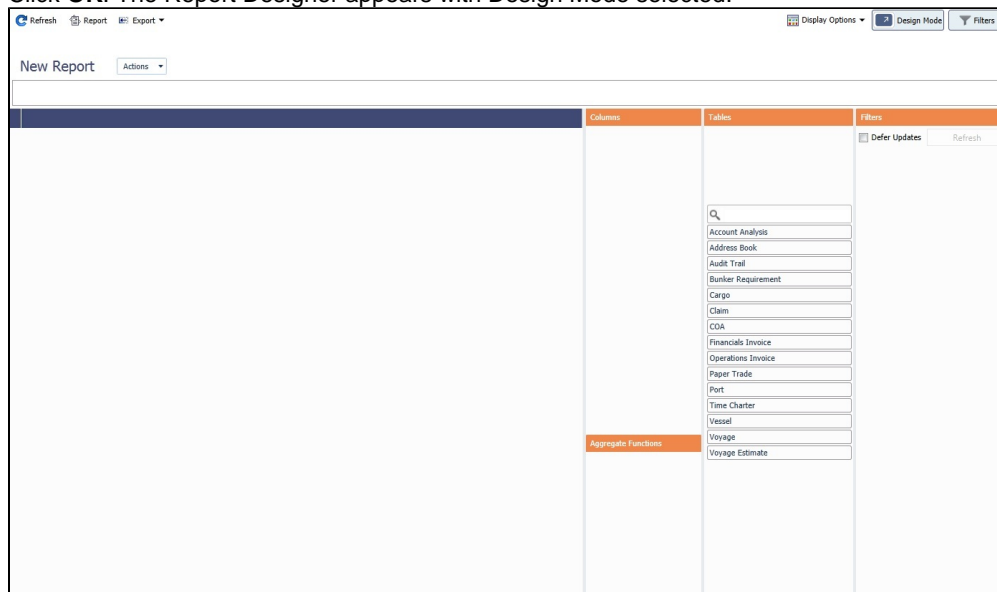 Click OK. The Report Designer appears with Design Mode selected.
Refresh Report Export Display Options Design Mode Filters
New Report Actions
Columns Tables Filters
Defer Updates Refresh
Account Analysis
Address Book
Audit Trail
Bunker Requirement
Cargo
Claim
COA
Financials Invoice
Operations Invoice
Paper Trade
Port
Time Charter
Vessel
Aggregate Functions Voyage
Voyage Estimate